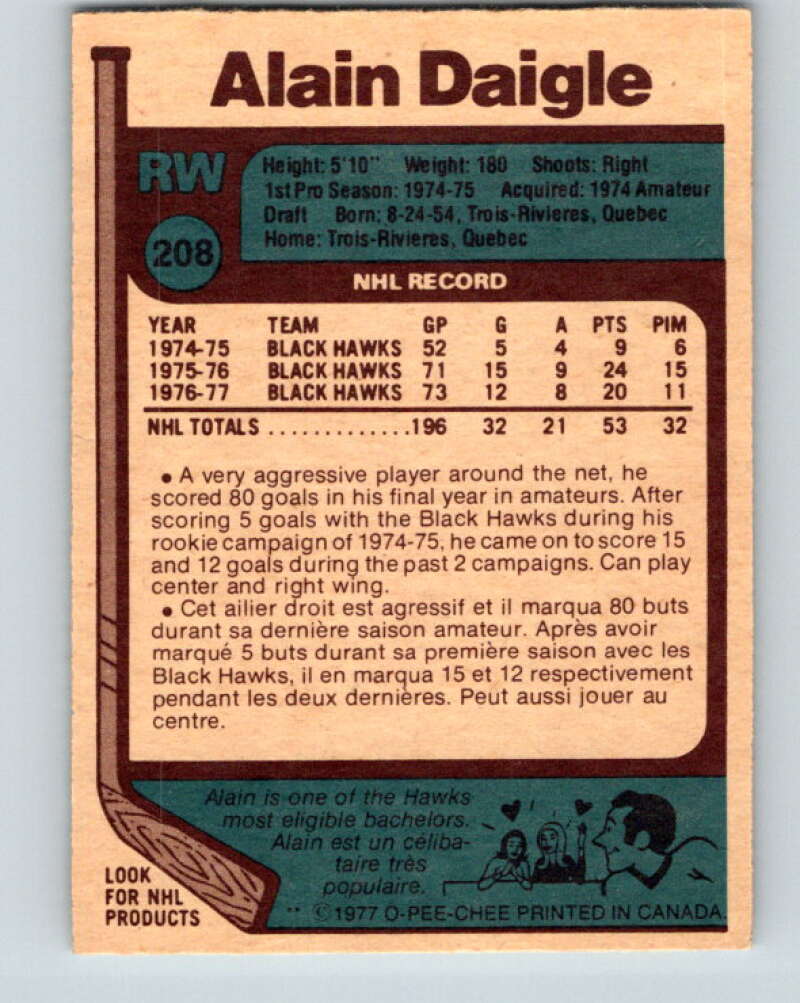 Alain Daigle
RW
Height: 5'10" Weight: 180 Shoots: Right
1st Pro Season: 1974-75 Acquired: 1974 Amateur
Draft Born: 8-24-54, Trois-Rivieres, Quebec
Home: Trois-Rivieres, Quebec
208
NHL RECORD
YEAR TEAM GP G A PTS PIM
1974-75 BLACK HAWKS 52 5 4 9 6
1975-76 BLACK HAWKS 71 15 9 24 15
1976-77 BLACK HAWKS 73 12 8 20 11
NHL TOTALS .............196 32 21 53 32
• A very aggressive player around the net, he
scored 80 goals in his final year in amateurs. After
scoring 5 goals with the Black Hawks during his
rookie campaign of 1974-75, he came on to score 15
and 12 goals during the past 2 campaigns. Can play
center and right wing.
• Cet ailier droit est agressif et il marqua 80 buts
durant sa dernière saison amateur. Après avoir
marqué 5 buts durant sa première saison avec les
Black Hawks, il en marqua 15 et 12 respectivement
pendant les deux dernières. Peut aussi jouer au
centre.
Alain is one of the Hawks
most eligible bachelors.
Alain est un céliba-
taire très
populaire.
LOOK
FOR NHL
PRODUCTS
** ©1977 O-PEE-CHEE PRINTED IN CANADA.